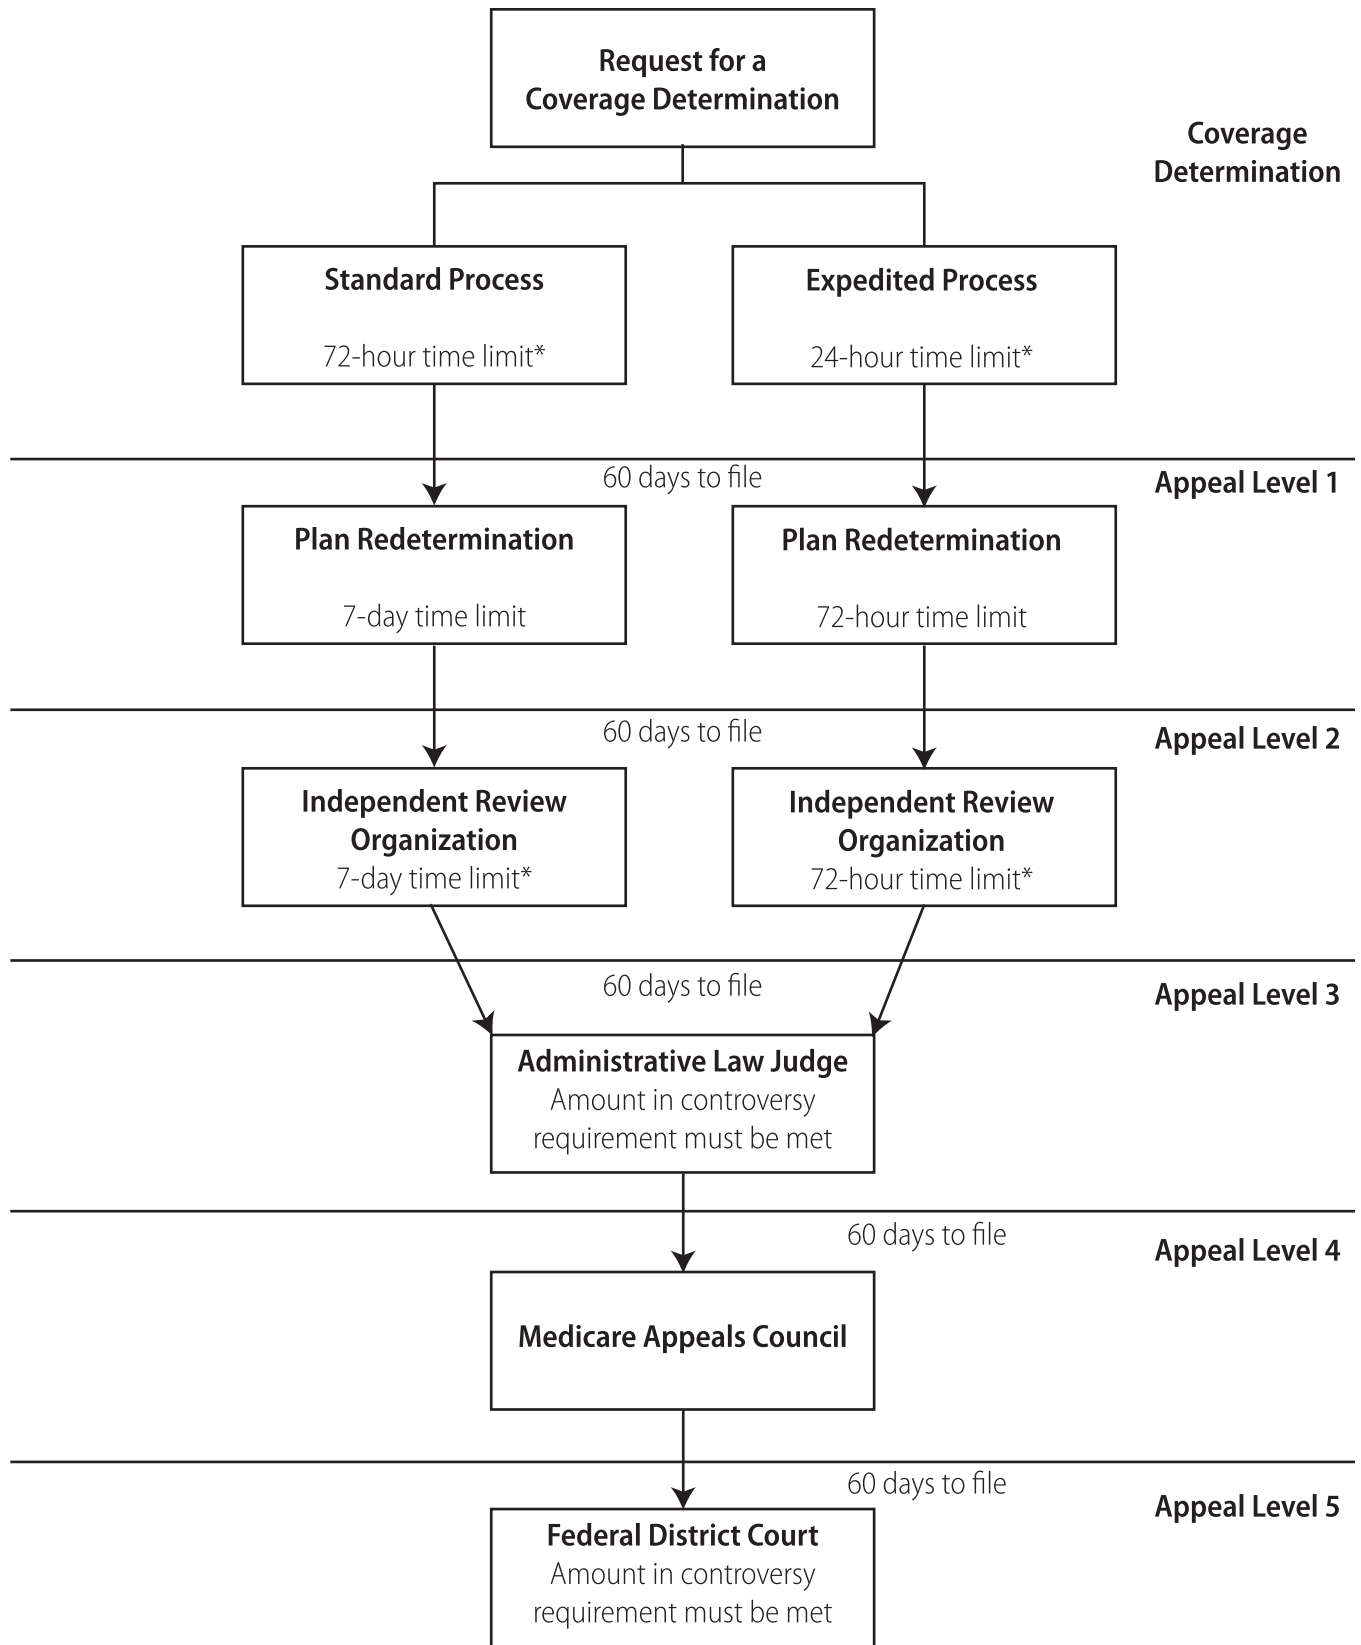 Request for a
Coverage Determination
Coverage
Determination
Standard Process
72-hour time limit*
Expedited Process
24-hour time limit*
60 days to file
Appeal Level 1
Plan Redetermination
7-day time limit
Plan Redetermination
72-hour time limit
60 days to file
Appeal Level 2
Independent Review
Organization
7-day time limit*
Independent Review
Organization
72-hour time limit*
60 days to file
Appeal Level 3
Administrative Law Judge
Amount in controversy
requirement must be met
60 days to file
Appeal Level 4
Medicare Appeals Council
60 days to file
Appeal Level 5
Federal District Court
Amount in controversy
requirement must be met